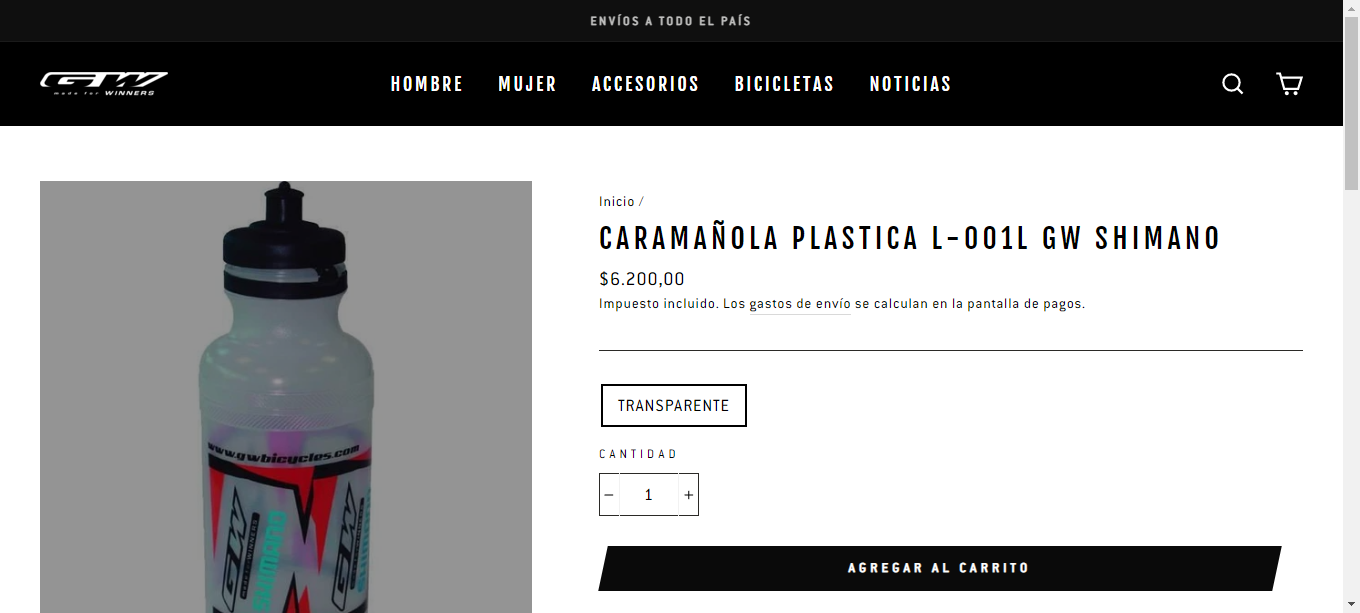 ENVÍOS A TODO EL PAÍS
GW
made for WINNERS
HOMBRE MUJER ACCESORIOS BICICLETAS NOTICIAS
Inicio /
CARAMAÑOLA PLASTICA L-001L GW SHIMANO
$6.200,00
Impuesto incluido. Los gastos de envío se calculan en la pantalla de pagos.
TRANSPARENTE
CANTIDAD
− 1 +
AGREGAR AL CARRITO
www.gwbicycles.com
GW
SHIMANO
GW
SHIMANO